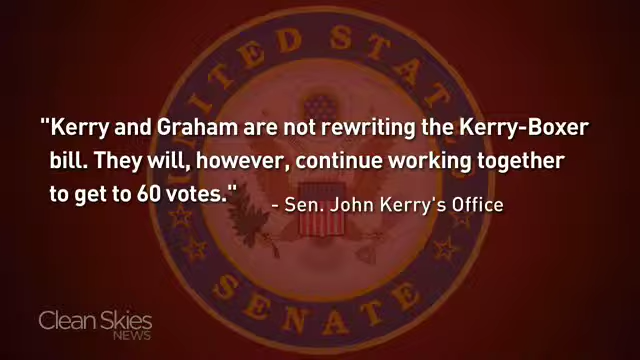 UNITED STATES
"Kerry and Graham are not rewriting the Kerry-Boxer
bill. They will, however, continue working together
to get to 60 votes."
- Sen. John Kerry's Office
SENATE
Clean Skies
NEWS